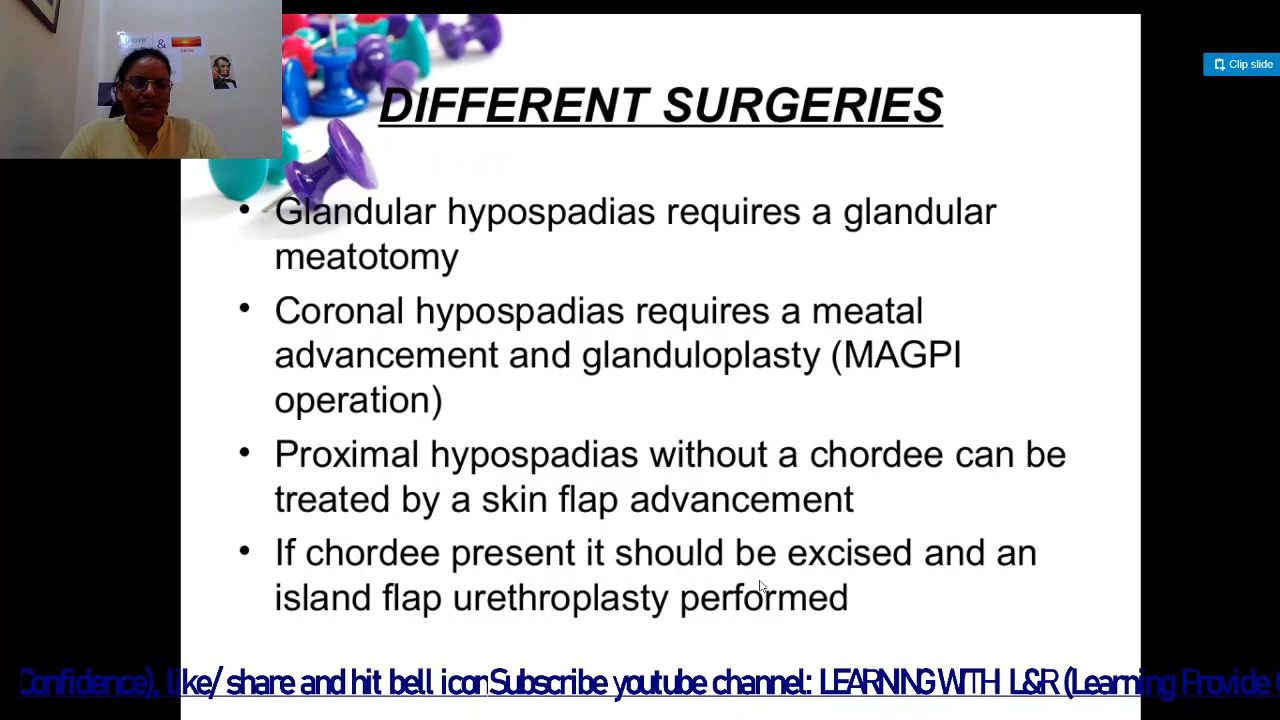 &
Clip slide
DIFFERENT SURGERIES
• Glandular hypospadias requires a glandular
meatotomy
• Coronal hypospadias requires a meatal
advancement and glanduloplasty (MAGPI
operation)
• Proximal hypospadias without a chordee can be
treated by a skin flap advancement
• If chordee present it should be excised and an
island flap urethroplasty performed
Confidence), like/ share and hit bell icon Subscribe youtube channel: LEARNING WITH L&R (Learning Provide